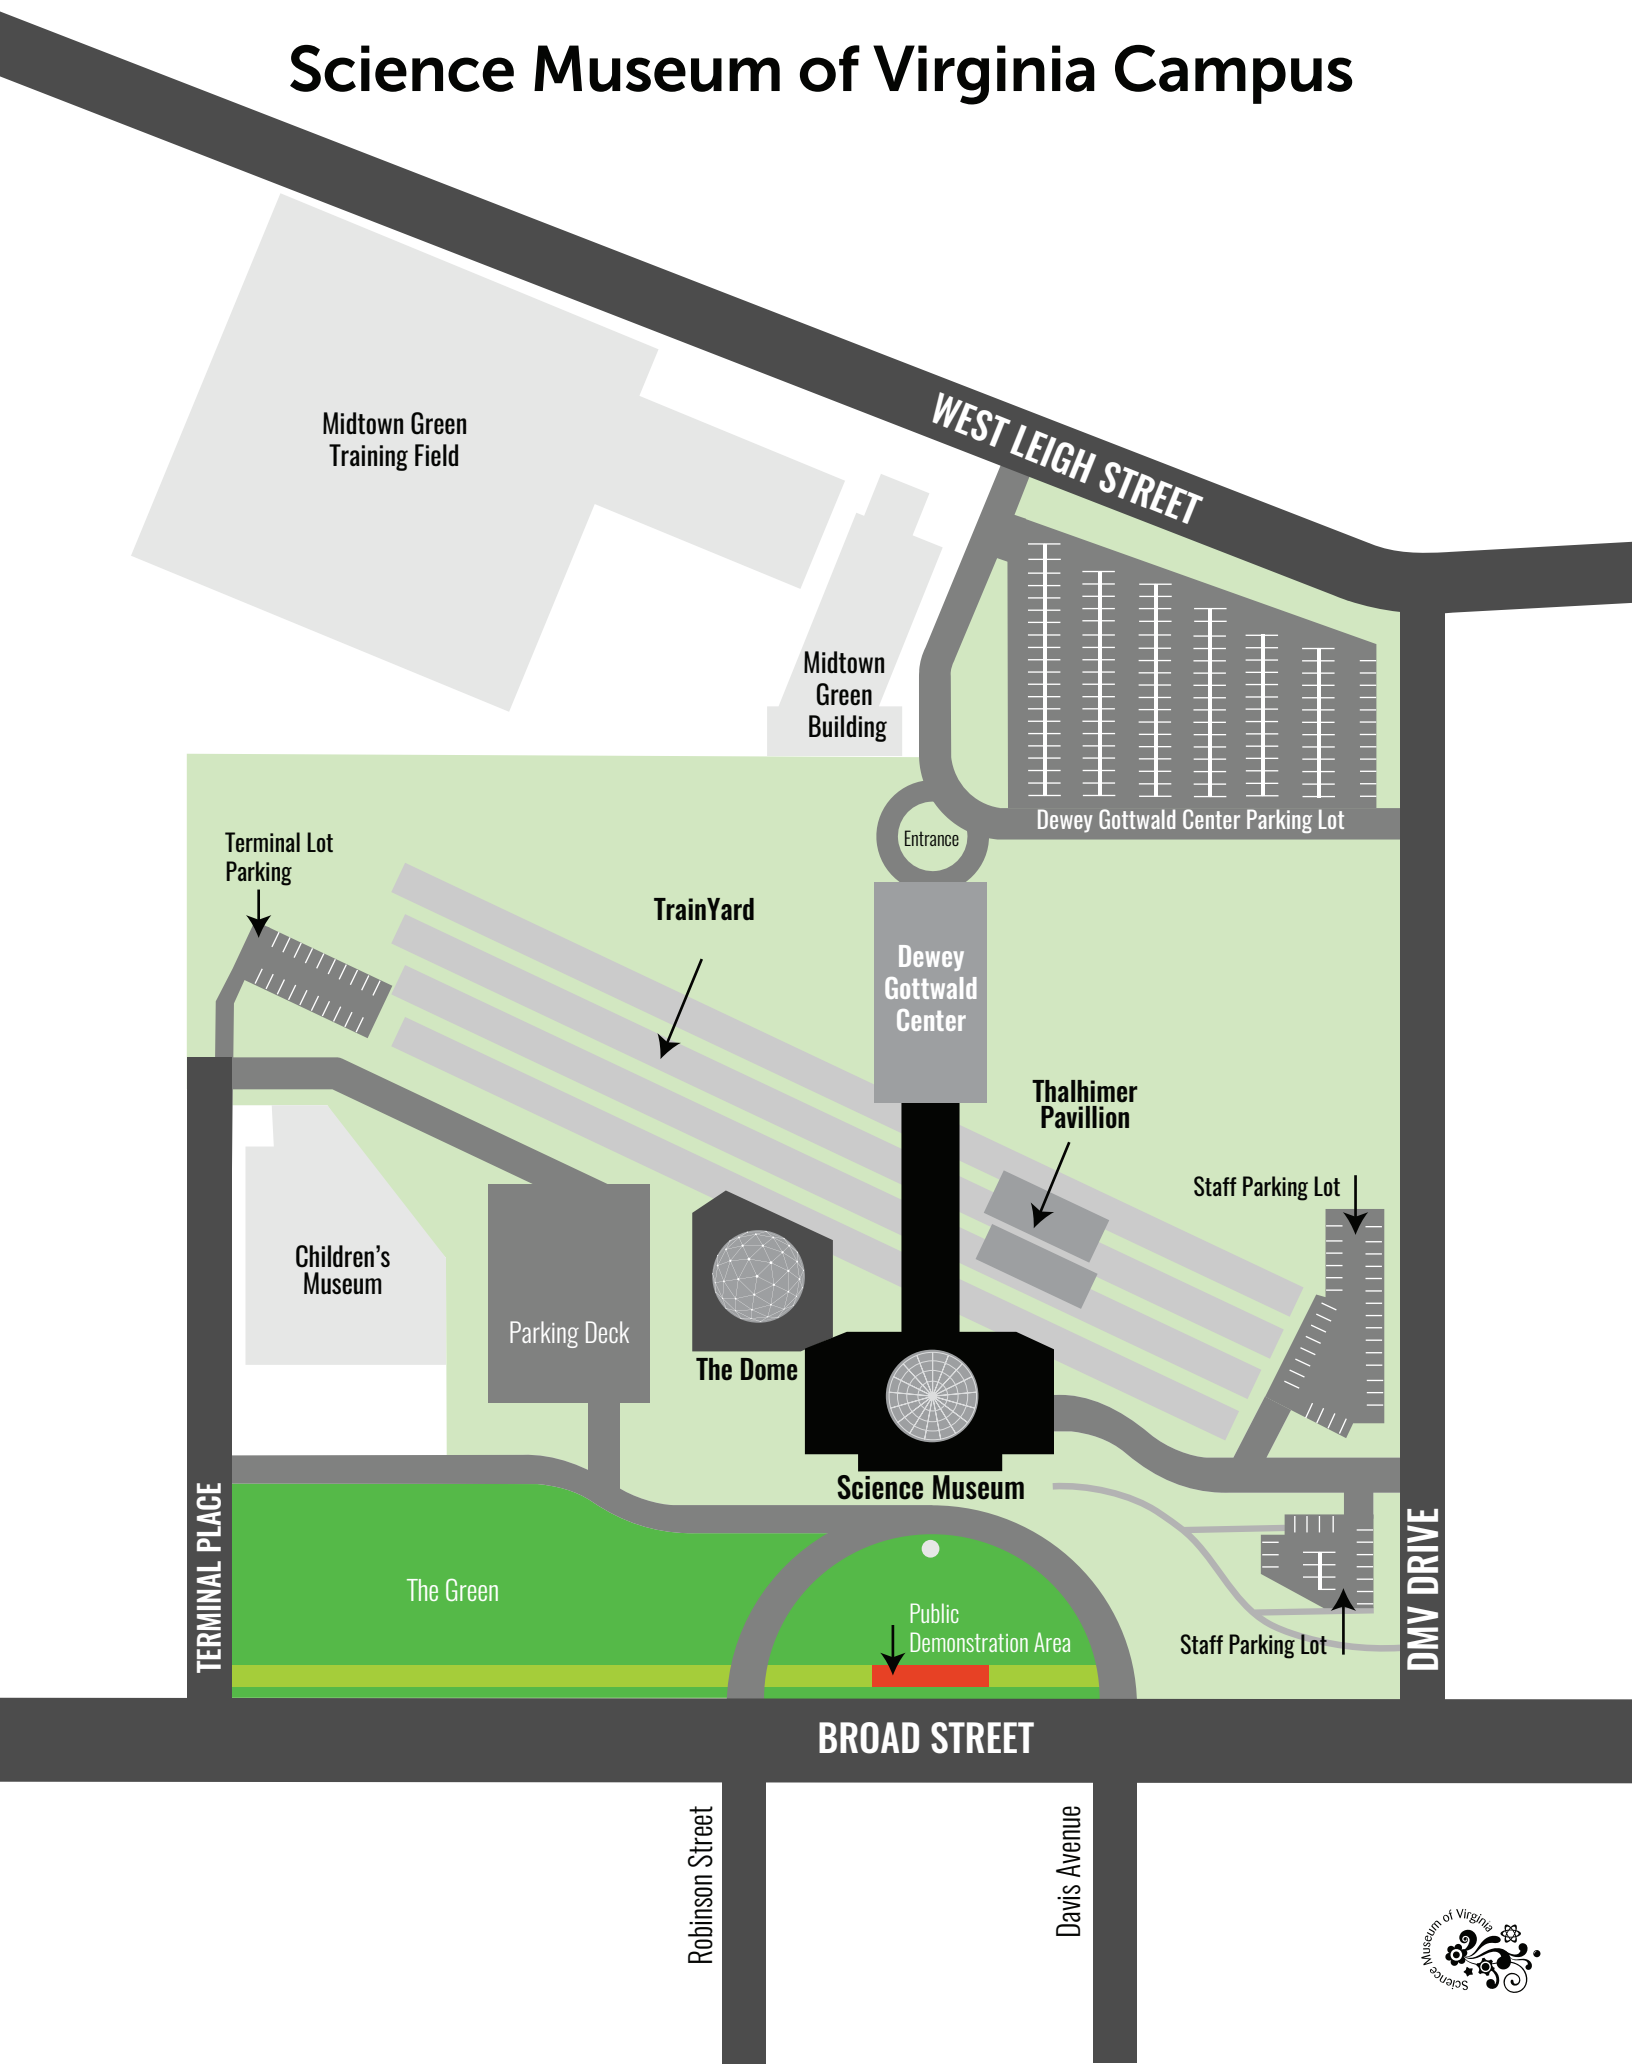 Science Museum of Virginia Campus
WEST LEIGH STREET
Midtown Green
Training Field
Midtown
Green
Building
Dewey Gottwald Center Parking Lot
Entrance
Terminal Lot
Parking
TrainYard
Dewey
Gottwald
Center
Thalhimer
Pavillion
Staff Parking Lot
Children's
Museum
Parking Deck
The Dome
Science Museum
TERMINAL PLACE
The Green
Public
Demonstration Area
Staff Parking Lot
DMV DRIVE
BROAD STREET
Robinson Street
Davis Avenue
Science Museum of Virginia